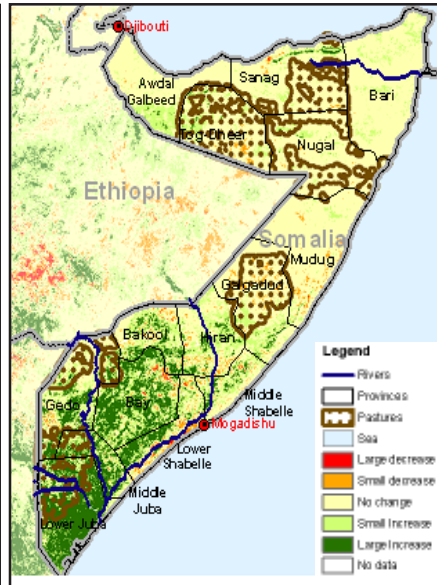 Djibouti
Awdal
Galbeed
Sanag
Bari
Tog-Dheer
Nugal
Ethiopia
Somalia
Mudug
Galgadud
Bakool
Hiran
Gedo
Bay
Middle
Shabelle
Mogadishu
Lower
Shabelle
Middle
Juba
Lower Juba
Legend
Rivers
Provinces
Pastures
Sea
Large decrease
Small decrease
No change
Small Increase
Large Increase
No data